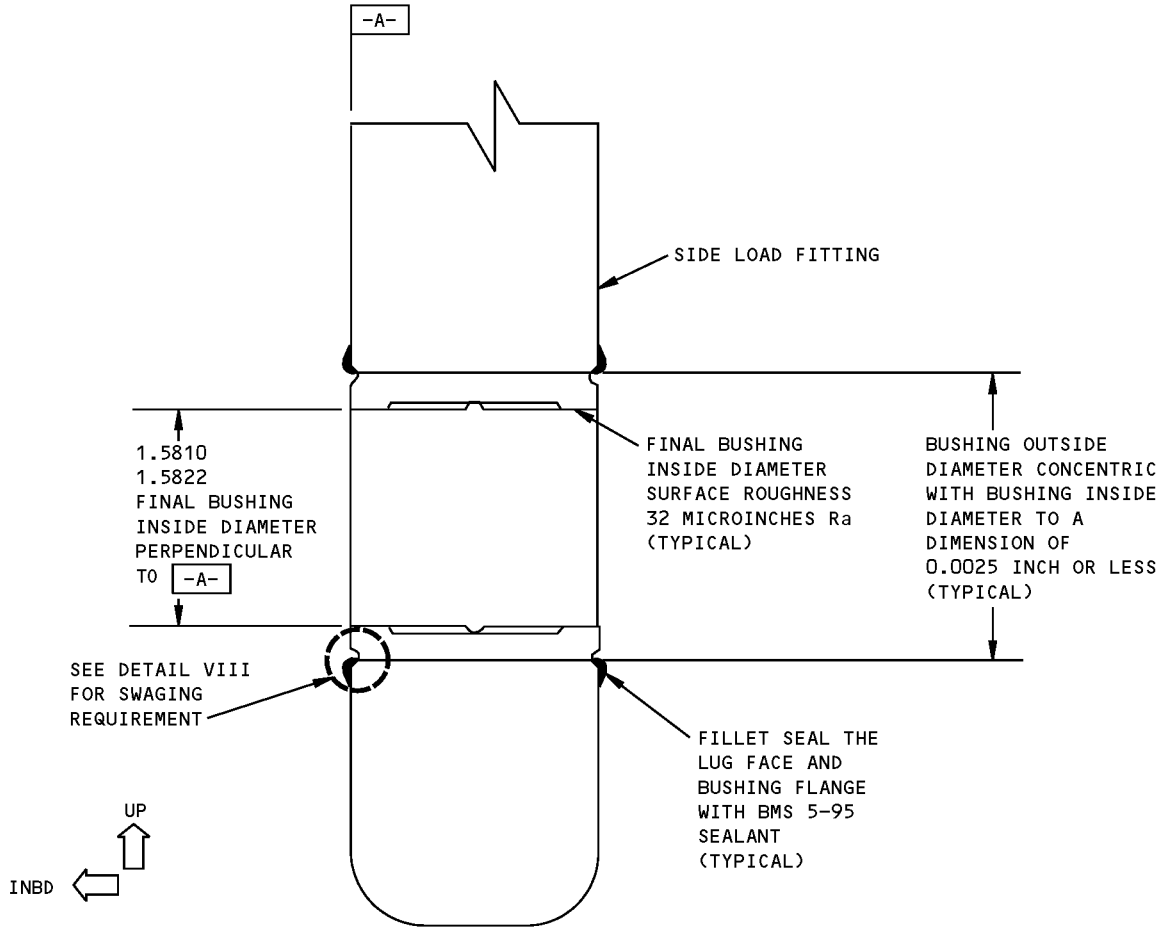 -A-
SIDE LOAD FITTING
1.5810
1.5822
FINAL BUSHING
INSIDE DIAMETER
PERPENDICULAR
TO -A-
FINAL BUSHING
INSIDE DIAMETER
SURFACE ROUGHNESS
32 MICROINCHES Ra
(TYPICAL)
BUSHING OUTSIDE
DIAMETER CONCENTRIC
WITH BUSHING INSIDE
DIAMETER TO A
DIMENSION OF
0.0025 INCH OR LESS
(TYPICAL)
SEE DETAIL VIII
FOR SWAGING
REQUIREMENT
FILLET SEAL THE
LUG FACE AND
BUSHING FLANGE
WITH BMS 5-95
SEALANT
(TYPICAL)
UP
INBD